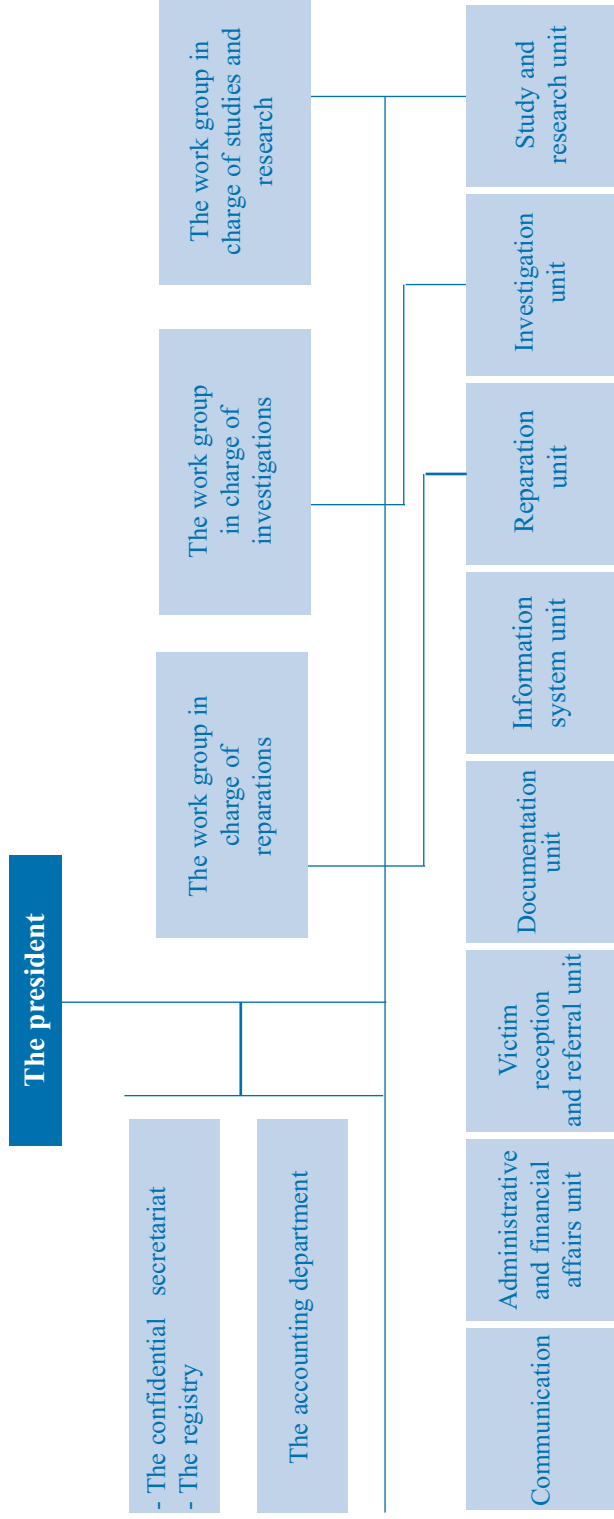 The president
- The confidential secretariat
- The registry
The accounting department
The work group in
charge of
reparations
The work group
in charge of
investigations
The work group in
charge of studies and
research
Communication
Administrative
and financial
affairs unit
Victim
reception
and referral unit
Documentation
unit
Information
system unit
Reparation
unit
Investigation
unit
Study and
research unit